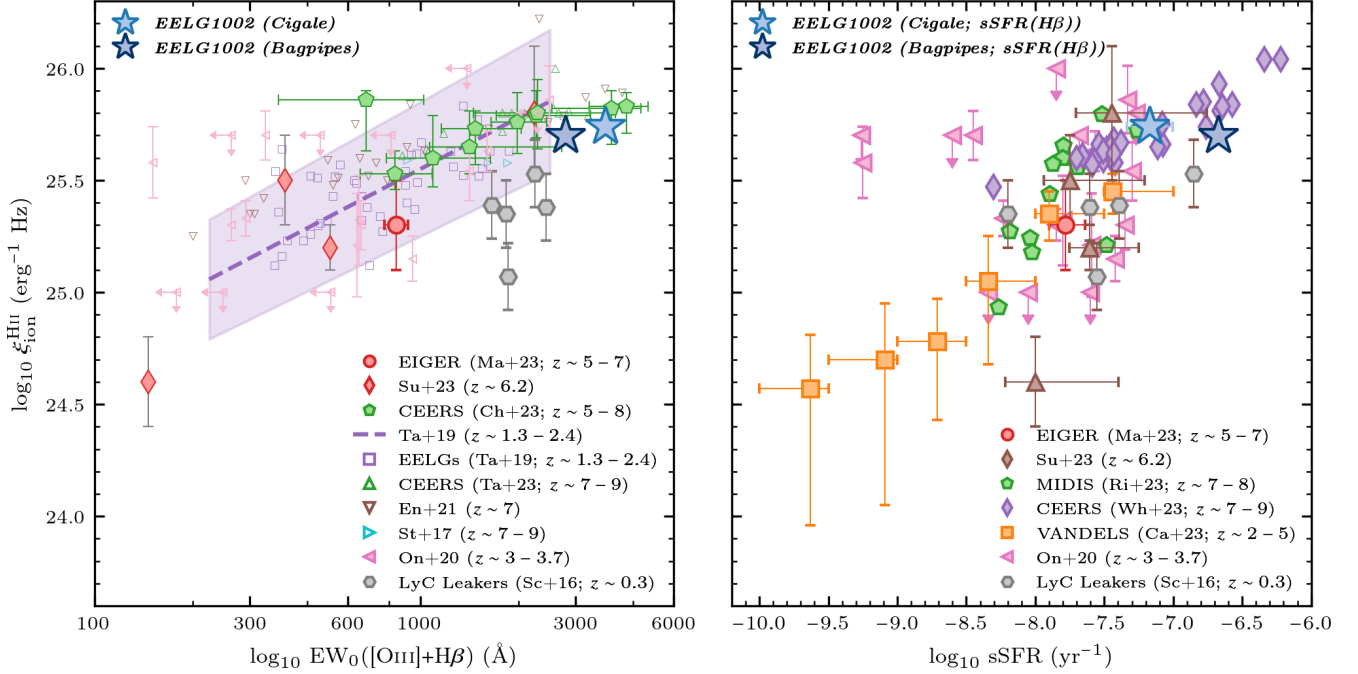 EELG1002 (Cigale)
EELG1002 (Bagpipes)
26.0
25.5
25.0
24.5
24.0
log₁₀ ξ_ion^HII (erg⁻¹ Hz)
EIGER (Ma+23; z ~ 5 – 7)
Su+23 (z ~ 6.2)
CEERS (Ch+23; z ~ 5 – 8)
Ta+19 (z ~ 1.3 – 2.4)
EELGs (Ta+19; z ~ 1.3 – 2.4)
CEERS (Ta+23; z ~ 7 – 9)
En+21 (z ~ 7)
St+17 (z ~ 7 – 9)
On+20 (z ~ 3 – 3.7)
LyC Leakers (Sc+16; z ~ 0.3)
100 300 600 1000 3000 6000
log₁₀ EW₀([OIII]+Hβ) (Å)
EELG1002 (Cigale; sSFR(Hβ))
EELG1002 (Bagpipes; sSFR(Hβ))
EIGER (Ma+23; z ~ 5 – 7)
Su+23 (z ~ 6.2)
MIDIS (Ri+23; z ~ 7 – 8)
CEERS (Wh+23; z ~ 7 – 9)
VANDELS (Ca+23; z ~ 2 – 5)
On+20 (z ~ 3 – 3.7)
LyC Leakers (Sc+16; z ~ 0.3)
−10.0 −9.5 −9.0 −8.5 −8.0 −7.5 −7.0 −6.5 −6.0
log₁₀ sSFR (yr⁻¹)